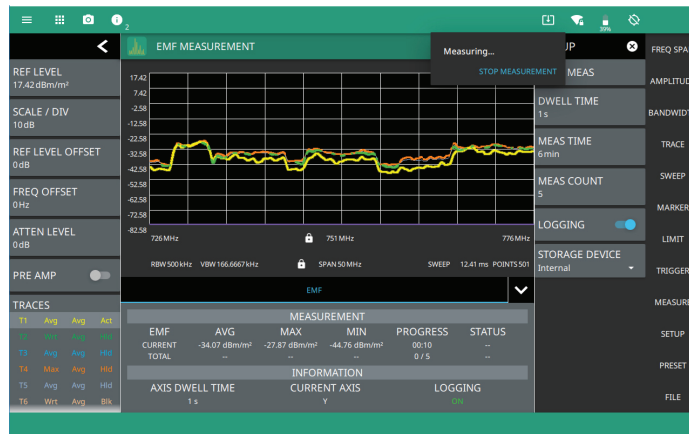 2
39%
EMF MEASUREMENT
Measuring...
STOP MEASUREMENT
UP
MEAS
REF LEVEL
17.42 dBm/m²
SCALE / DIV
10 dB
REF LEVEL OFFSET
0 dB
FREQ OFFSET
0 Hz
ATTEN LEVEL
0 dB
PRE AMP
TRACES
T1 Avg Avg Act
T2 Wrt Avg Hld
T3 Avg Avg Hld
T4 Max Avg Hld
T5 Avg Avg Hld
T6 Wrt Avg Blk
17.42
7.42
-2.58
-12.58
-22.58
-32.58
-42.58
-52.58
-62.58
-72.58
-82.58
726 MHz 751 MHz 776 MHz
RBW 500 kHz VBW 166.6667 kHz SPAN 50 MHz SWEEP 12.41 ms POINTS 501
EMF
MEASUREMENT
EMF AVG MAX MIN PROGRESS STATUS
CURRENT -34.07 dBm/m² -27.87 dBm/m² -44.76 dBm/m² 00:10 --
TOTAL -- -- -- 0 / 5 --
INFORMATION
AXIS DWELL TIME CURRENT AXIS LOGGING
1 s Y ON
DWELL TIME
1 s
MEAS TIME
6 min
MEAS COUNT
5
LOGGING
STORAGE DEVICE
Internal
FREQ SPA
AMPLITUD
BANDWIDT
TRACE
SWEEP
MARKER
LIMIT
TRIGGER
MEASURE
SETUP
PRESET
FILE